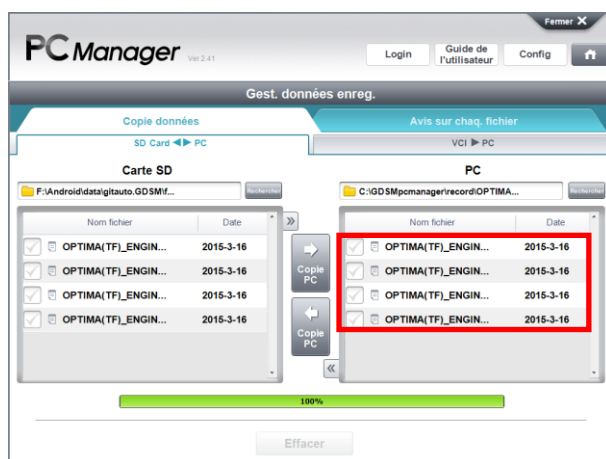 Fermer X
PC Manager Ver 2.41
Login
Guide de
l'utilisateur
Config
Gest. données enreg.
Copie données
Avis sur chaq. fichier
SD Card ◀▶ PC
VCI ▶ PC
Carte SD
PC
F:\Android\data\gitauto.GDSM\f...
Rechercher
C:\GDSMpcmanager\record\OPTIMA...
Rechercher
Nom fichier Date
OPTIMA(TF)_ENGIN... 2015-3-16
OPTIMA(TF)_ENGIN... 2015-3-16
OPTIMA(TF)_ENGIN... 2015-3-16
OPTIMA(TF)_ENGIN... 2015-3-16
Copie
PC
Copie
PC
Nom fichier Date
OPTIMA(TF)_ENGIN... 2015-3-16
OPTIMA(TF)_ENGIN... 2015-3-16
OPTIMA(TF)_ENGIN... 2015-3-16
OPTIMA(TF)_ENGIN... 2015-3-16
100%
Effacer